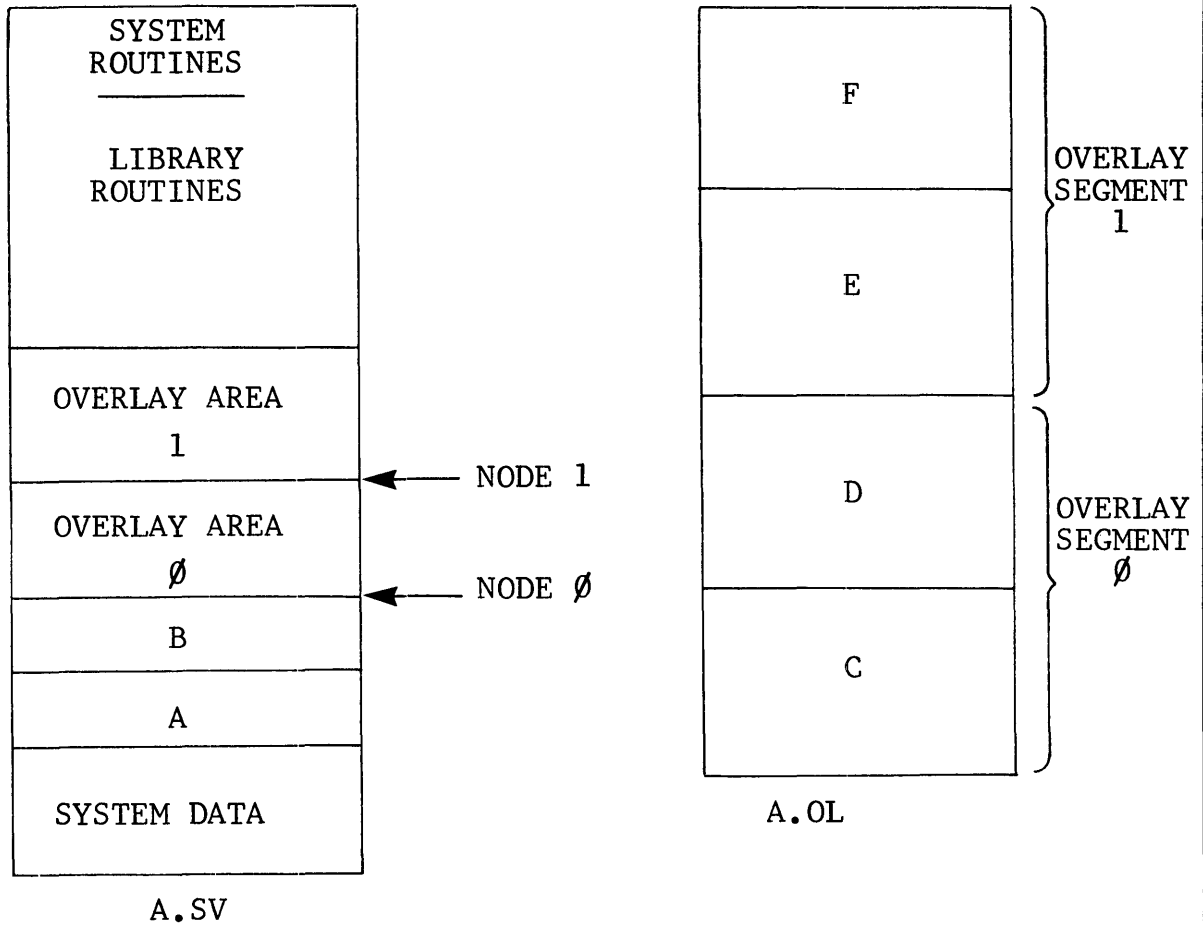 SYSTEM
ROUTINES
LIBRARY
ROUTINES
OVERLAY AREA
1
NODE 1
OVERLAY AREA
Ø
NODE Ø
B
A
SYSTEM DATA
A.SV
F
E
OVERLAY
SEGMENT
1
D
C
OVERLAY
SEGMENT
Ø
A.OL